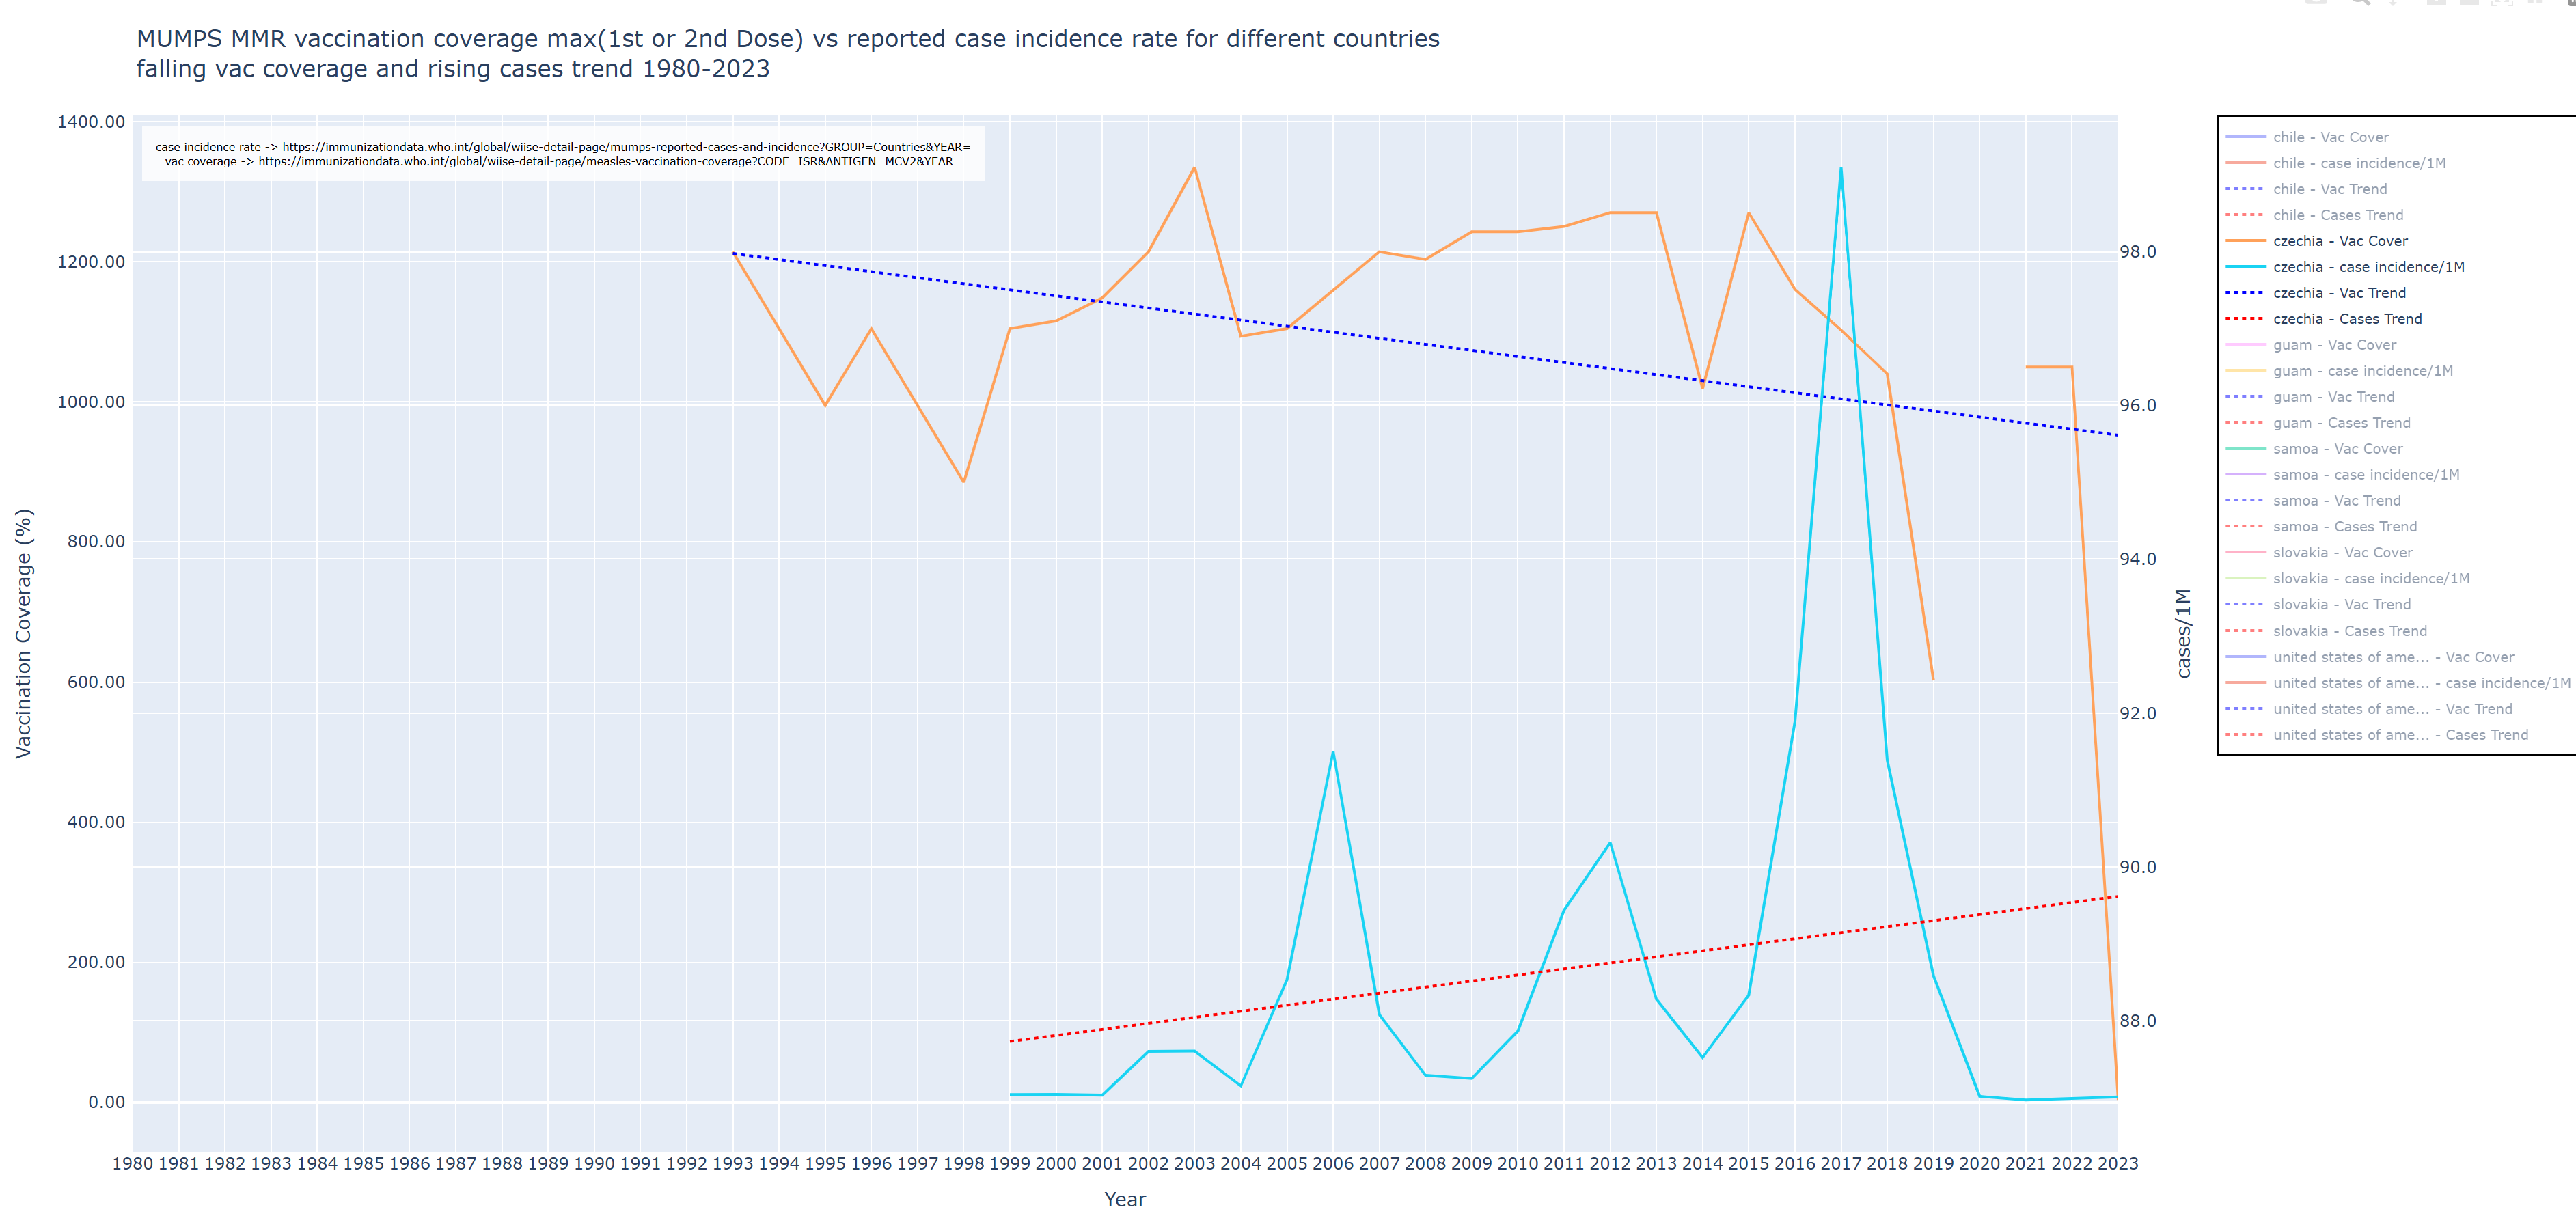 MUMPS MMR vaccination coverage max(1st or 2nd Dose) vs reported case incidence rate for different countries
falling vac coverage and rising cases trend 1980-2023
case incidence rate -> https://immunizationdata.who.int/global/wiise-detail-page/mumps-reported-cases-and-incidence?GROUP=Countries&YEAR=
vac coverage -> https://immunizationdata.who.int/global/wiise-detail-page/measles-vaccination-coverage?CODE=ISR&ANTIGEN=MCV2&YEAR=
Vaccination Coverage (%)
1400.00
1200.00
1000.00
800.00
600.00
400.00
200.00
0.00
1980 1981 1982 1983 1984 1985 1986 1987 1988 1989 1990 1991 1992 1993 1994 1995 1996 1997 1998 1999 2000 2001 2002 2003 2004 2005 2006 2007 2008 2009 2010 2011 2012 2013 2014 2015 2016 2017 2018 2019 2020 2021 2022 2023
Year
98.0
96.0
94.0
92.0
90.0
88.0
cases/1M
chile - Vac Cover
chile - case incidence/1M
chile - Vac Trend
chile - Cases Trend
czechia - Vac Cover
czechia - case incidence/1M
czechia - Vac Trend
czechia - Cases Trend
guam - Vac Cover
guam - case incidence/1M
guam - Vac Trend
guam - Cases Trend
samoa - Vac Cover
samoa - case incidence/1M
samoa - Vac Trend
samoa - Cases Trend
slovakia - Vac Cover
slovakia - case incidence/1M
slovakia - Vac Trend
slovakia - Cases Trend
united states of ame... - Vac Cover
united states of ame... - case incidence/1M
united states of ame... - Vac Trend
united states of ame... - Cases Trend